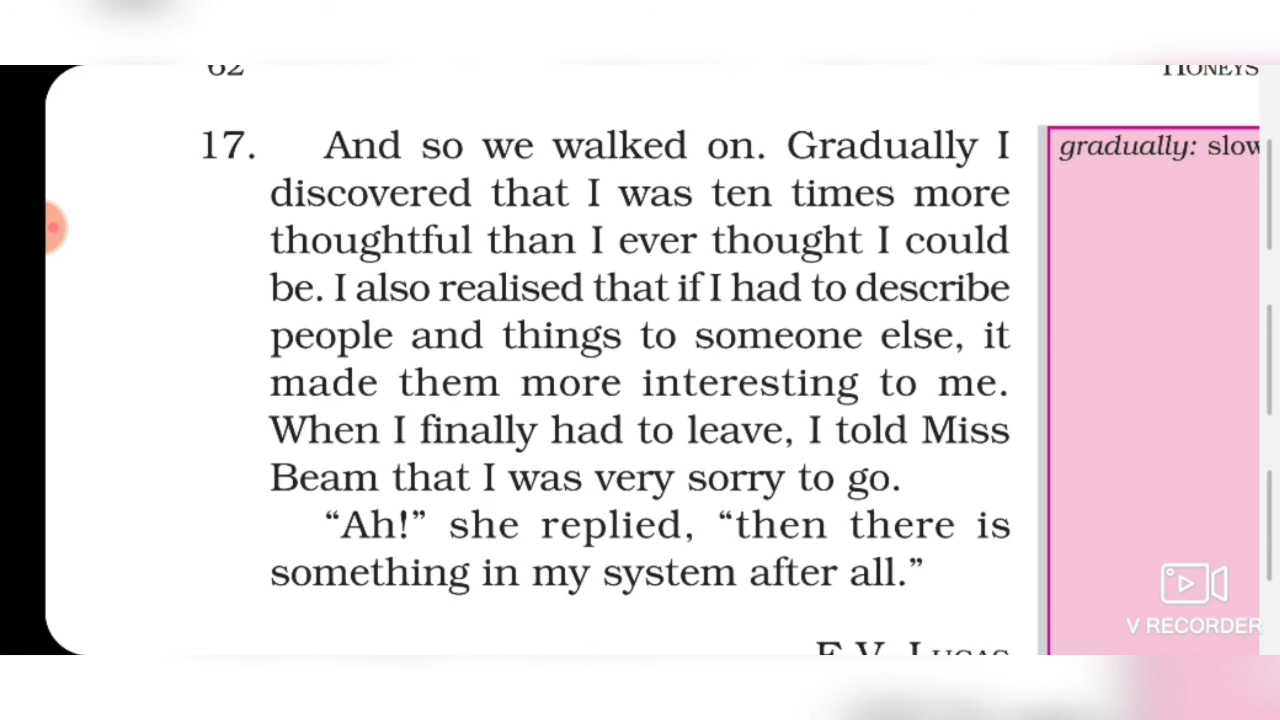 62
HONEYS
17. And so we walked on. Gradually I
discovered that I was ten times more
thoughtful than I ever thought I could
be. I also realised that if I had to describe
people and things to someone else, it
made them more interesting to me.
When I finally had to leave, I told Miss
Beam that I was very sorry to go.
“Ah!” she replied, “then there is
something in my system after all.”
E.V. LUCAS
gradually: slow
V RECORDER